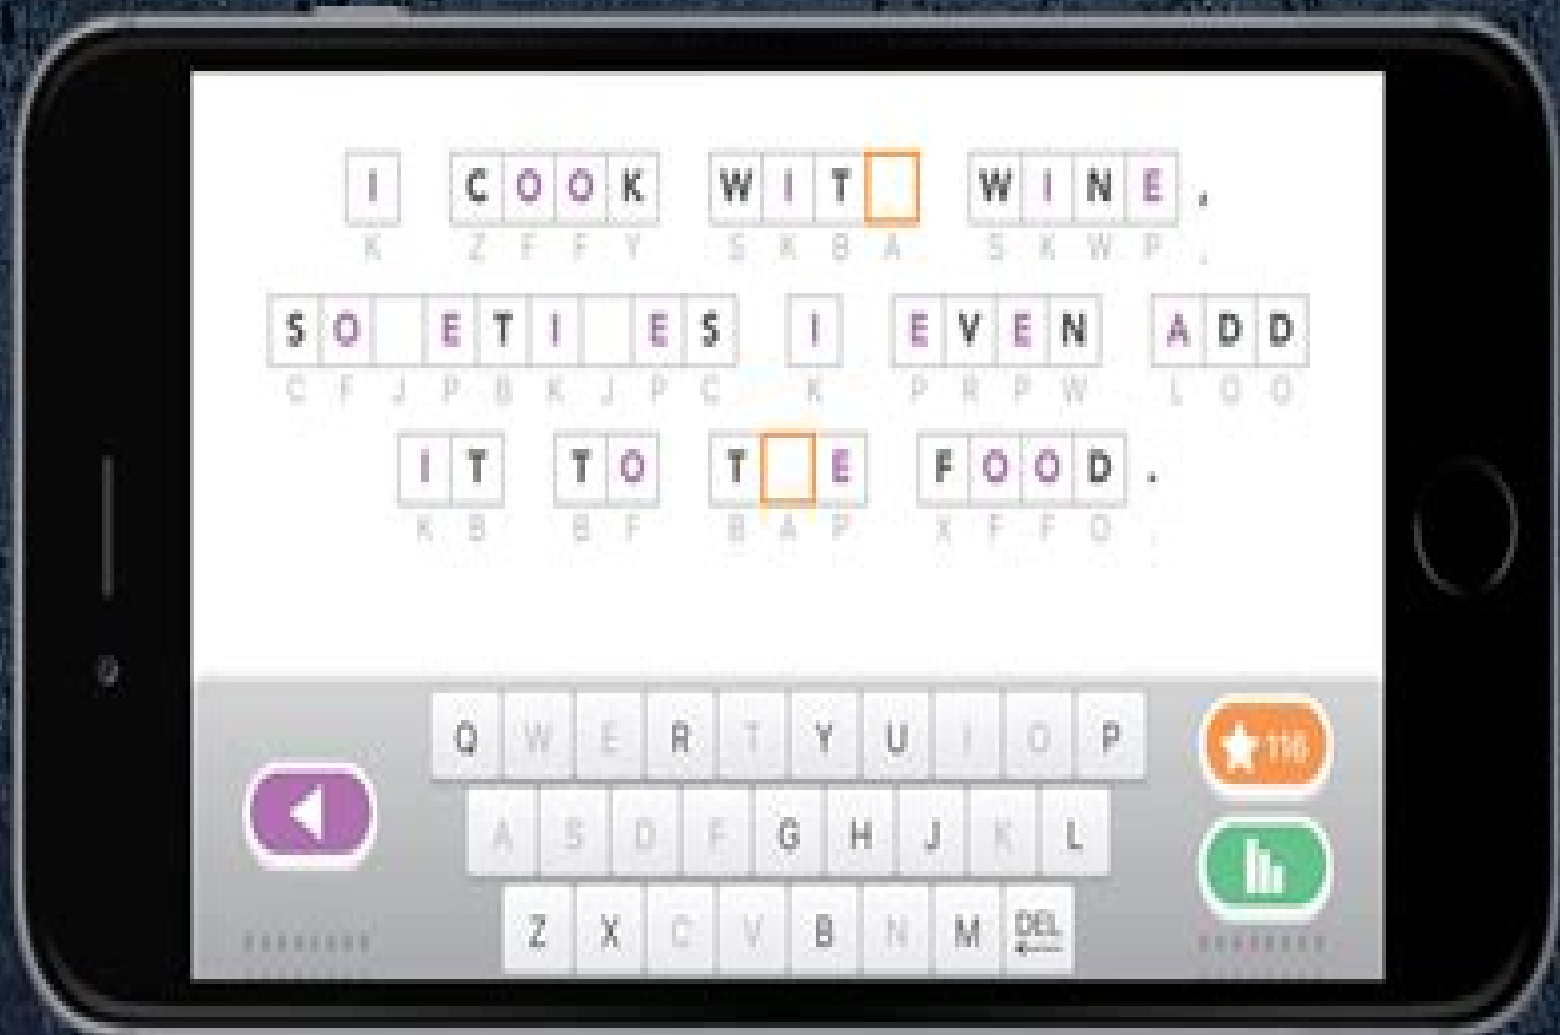 I COOK WIT WINE,
K ZFFY SKBA SKWP,
SO ETI ES I EVEN ADD
CFJPBKJPC K PRPW LOO
IT TO T E FOOD.
KB BF BAP XFFO.
Q W E R T Y U I O P
116
A S D F G H J K L
Z X C V B N M DEL